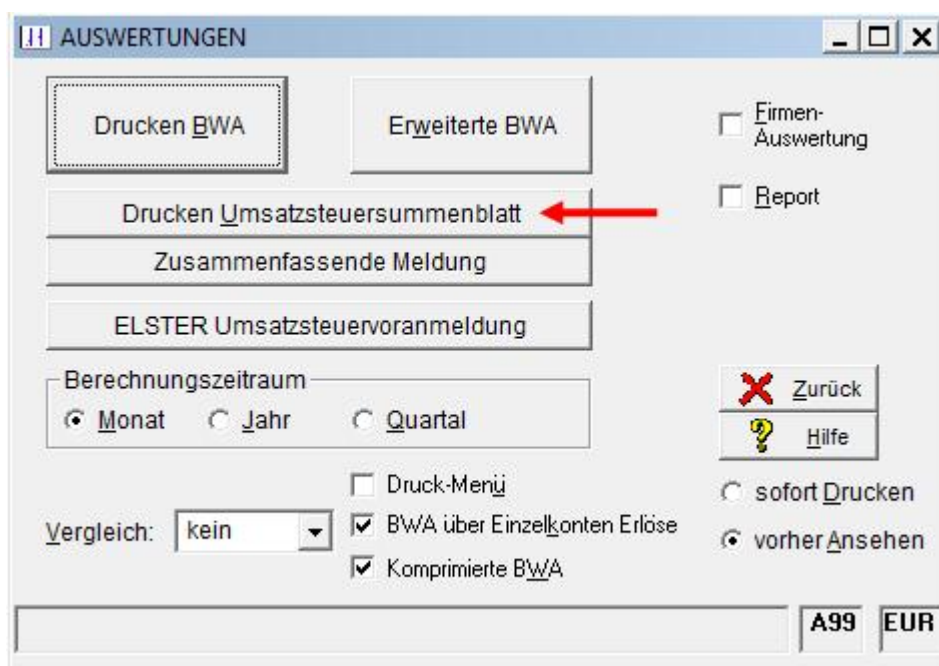 AUSWERTUNGEN
Drucken BWA
Erweiterte BWA
Firmen-
Auswertung
Drucken Umsatzsteuersummenblatt
Report
Zusammenfassende Meldung
ELSTER Umsatzsteuervoranmeldung
Berechnungszeitraum
Monat
Jahr
Quartal
Zurück
Hilfe
Druck-Menü
sofort Drucken
Vergleich:
kein
BWA über Einzelkonten Erlöse
vorher Ansehen
Komprimierte BWA
A99
EUR